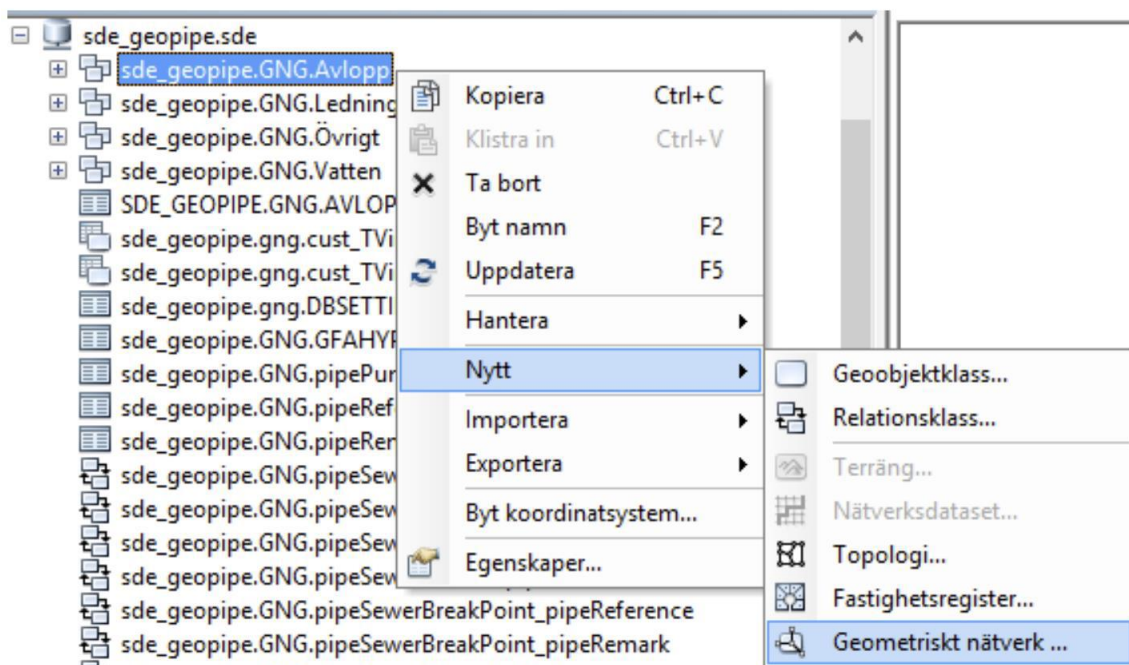 sde_geopipe.sde
sde_geopipe.GNG.Avlopp
sde_geopipe.GNG.Ledning
sde_geopipe.GNG.Övrigt
sde_geopipe.GNG.Vatten
SDE_GEOPIPE.GNG.AVLOP
sde_geopipe.gng.cust_TVi
sde_geopipe.gng.cust_TVi
sde_geopipe.gng.DBSETTI
sde_geopipe.GNG.GFAHYF
sde_geopipe.GNG.pipePur
sde_geopipe.GNG.pipeRef
sde_geopipe.GNG.pipeRer
sde_geopipe.GNG.pipeSew
sde_geopipe.GNG.pipeSew
sde_geopipe.GNG.pipeSew
sde_geopipe.GNG.pipeSew
sde_geopipe.GNG.pipeSewerBreakPoint_pipeReference
sde_geopipe.GNG.pipeSewerBreakPoint_pipeRemark
Kopiera Ctrl+C
Klistra in Ctrl+V
Ta bort
Byt namn F2
Uppdatera F5
Hantera
Nytt
Importera
Exportera
Byt koordinatsystem...
Egenskaper...
Geoobjektklass...
Relationsklass...
Terräng...
Nätverksdataset...
Topologi...
Fastighetsregister...
Geometriskt nätverk ...